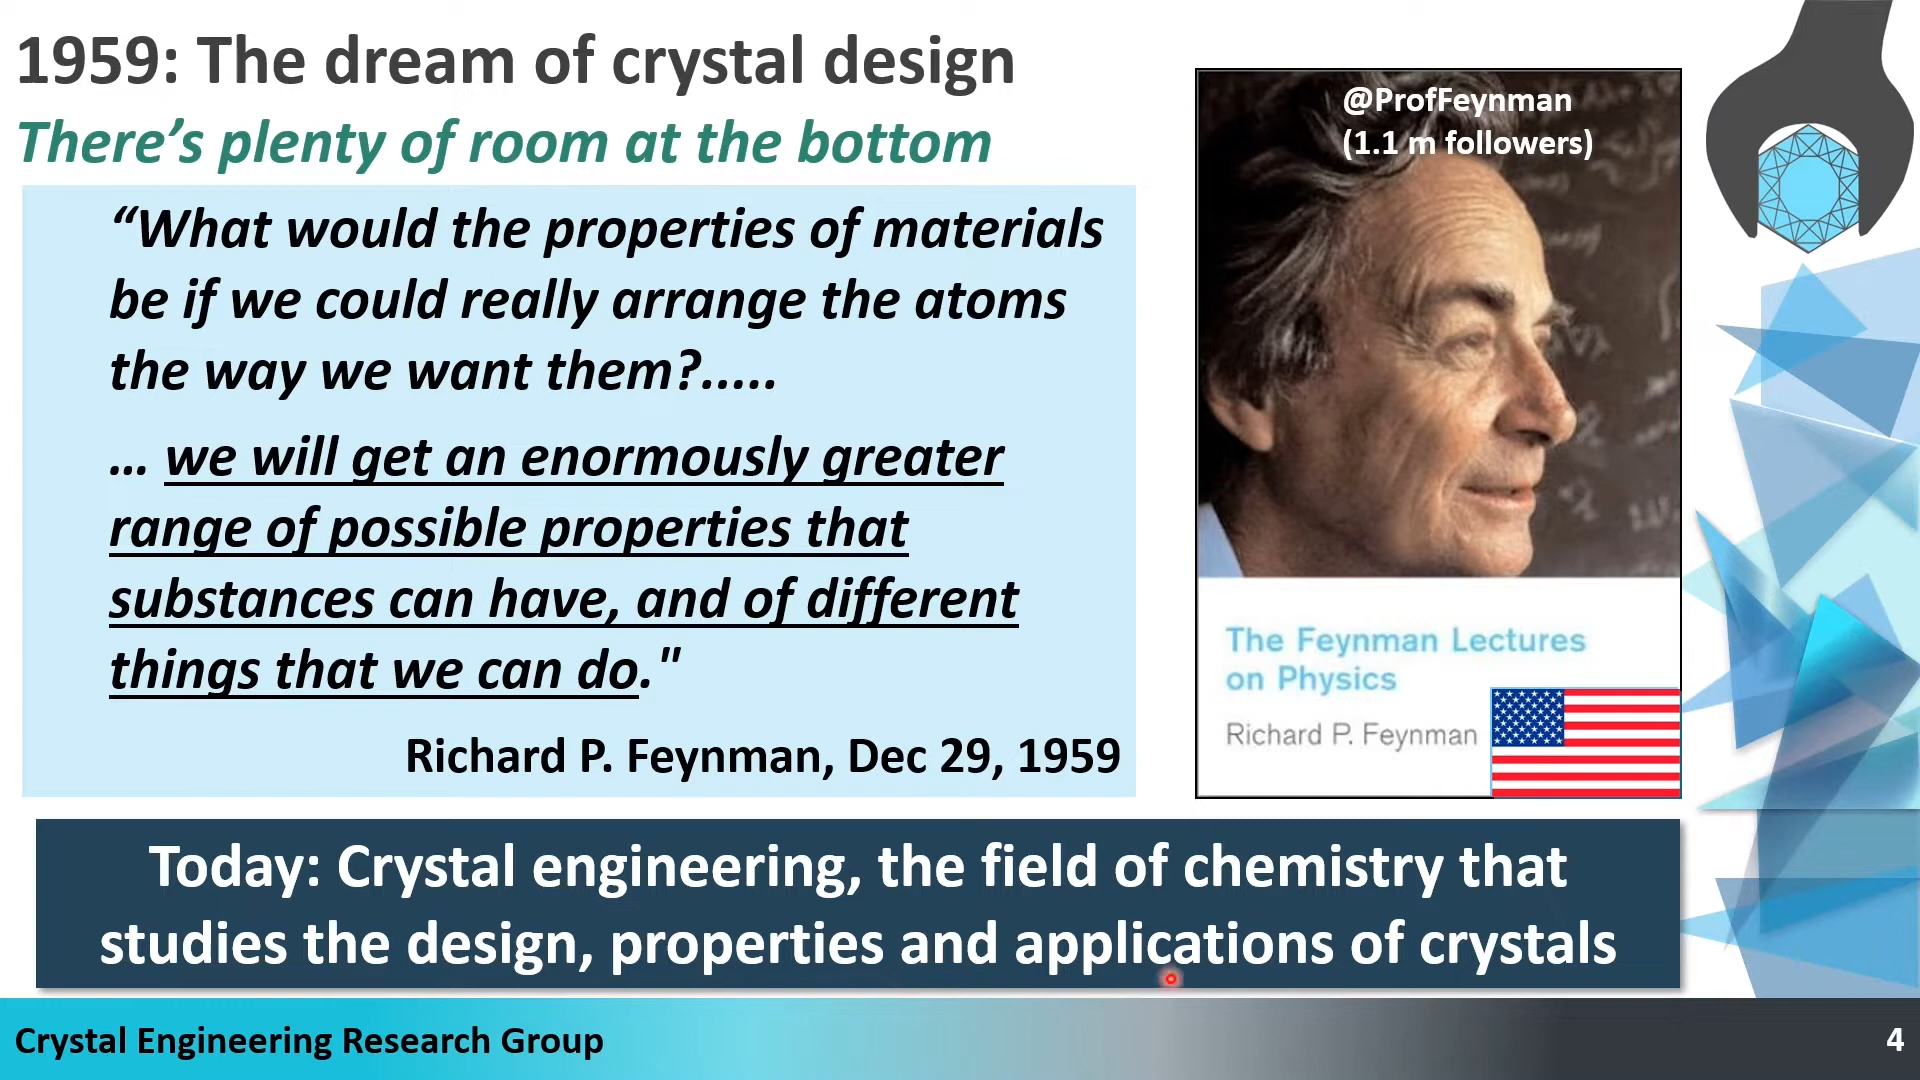 1959: The dream of crystal design
There’s plenty of room at the bottom
“What would the properties of materials
be if we could really arrange the atoms
the way we want them?.....
... we will get an enormously greater
range of possible properties that
substances can have, and of different
things that we can do."
Richard P. Feynman, Dec 29, 1959
@ProfFeynman
(1.1 m followers)
The Feynman Lectures
on Physics
Richard P. Feynman
Today: Crystal engineering, the field of chemistry that
studies the design, properties and applications of crystals
Crystal Engineering Research Group
4